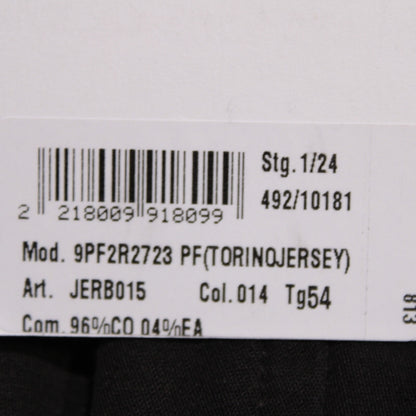 Stg. 1/24
492/10181
2 218009 918099
Mod. 9PF2R2723 PF(TORINOJERSEY)
Art. JERB015 Col. 014 Tg54
Com. 96%CO 04%EA
813